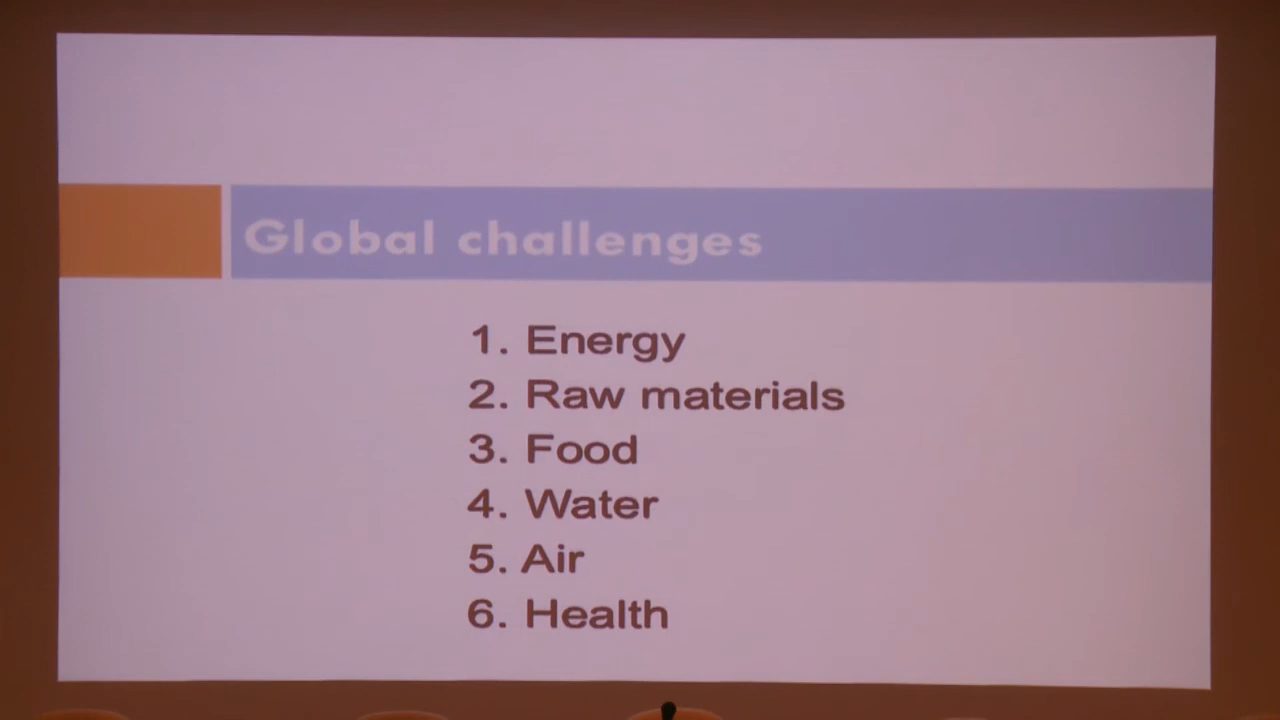 Global challenges
1. Energy
2. Raw materials
3. Food
4. Water
5. Air
6. Health